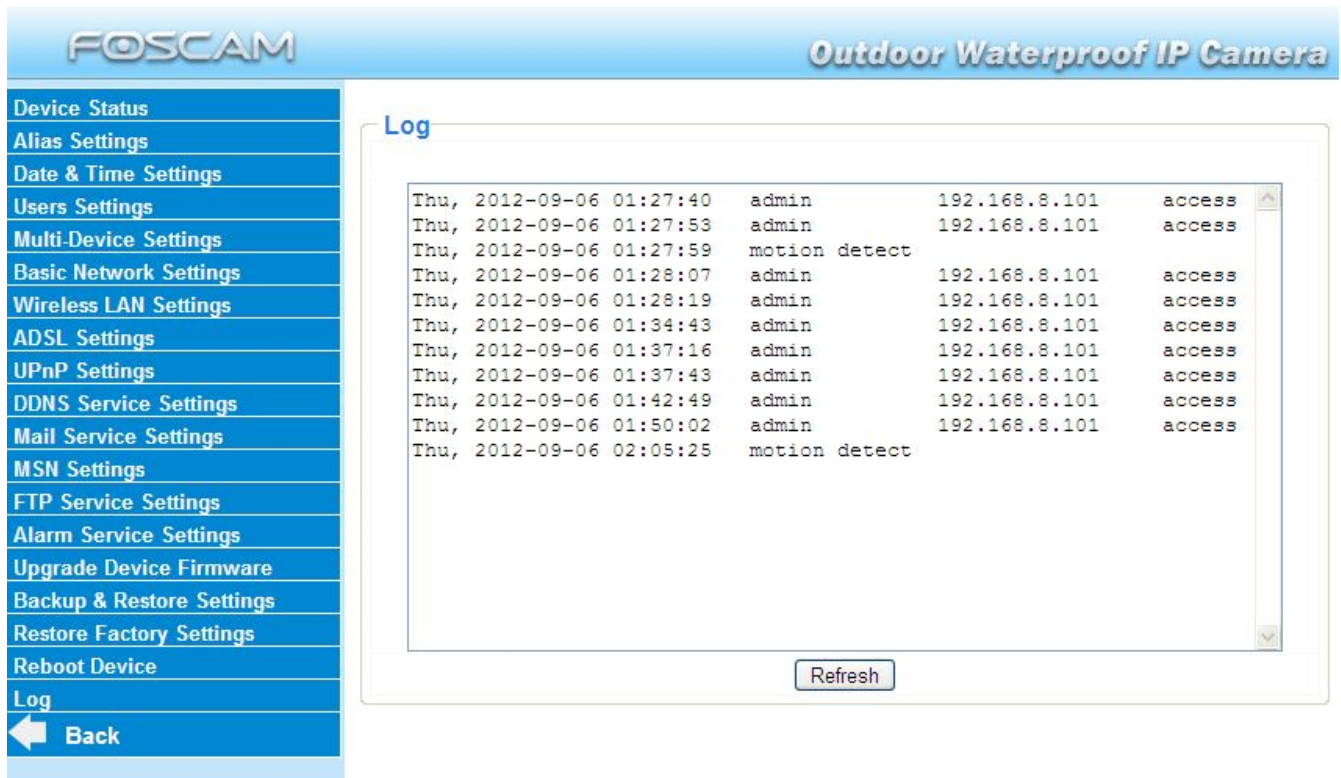 FOSCAM
Outdoor Waterproof IP Camera
Device Status
Alias Settings
Date & Time Settings
Users Settings
Multi-Device Settings
Basic Network Settings
Wireless LAN Settings
ADSL Settings
UPnP Settings
DDNS Service Settings
Mail Service Settings
MSN Settings
FTP Service Settings
Alarm Service Settings
Upgrade Device Firmware
Backup & Restore Settings
Restore Factory Settings
Reboot Device
Log
Back
Log
Thu, 2012-09-06 01:27:40 admin 192.168.8.101 access
Thu, 2012-09-06 01:27:53 admin 192.168.8.101 access
Thu, 2012-09-06 01:27:59 motion detect
Thu, 2012-09-06 01:28:07 admin 192.168.8.101 access
Thu, 2012-09-06 01:28:19 admin 192.168.8.101 access
Thu, 2012-09-06 01:34:43 admin 192.168.8.101 access
Thu, 2012-09-06 01:37:16 admin 192.168.8.101 access
Thu, 2012-09-06 01:37:43 admin 192.168.8.101 access
Thu, 2012-09-06 01:42:49 admin 192.168.8.101 access
Thu, 2012-09-06 01:50:02 admin 192.168.8.101 access
Thu, 2012-09-06 02:05:25 motion detect
Refresh